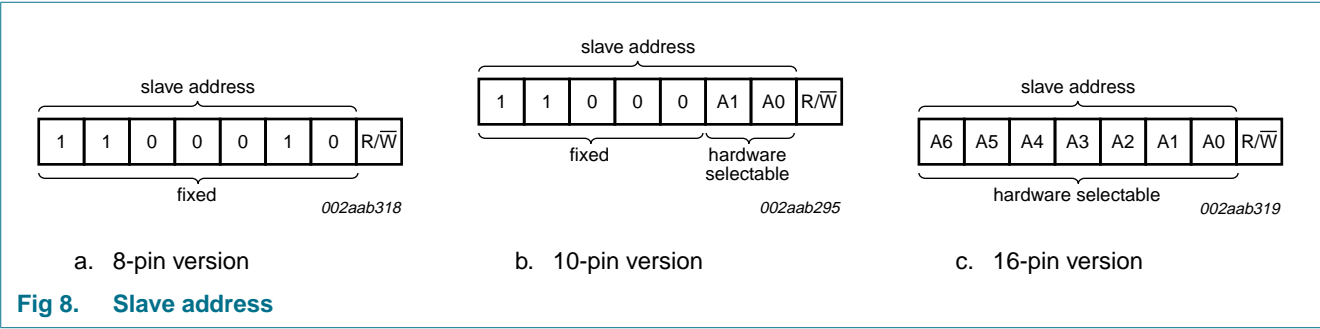 slave address
1 1 0 0 0 1 0 R/W̅
fixed
002aab318
a. 8-pin version
slave address
1 1 0 0 0 A1 A0 R/W̅
fixed
hardware
selectable
002aab295
b. 10-pin version
slave address
A6 A5 A4 A3 A2 A1 A0 R/W̅
hardware selectable
002aab319
c. 16-pin version
Fig 8. Slave address